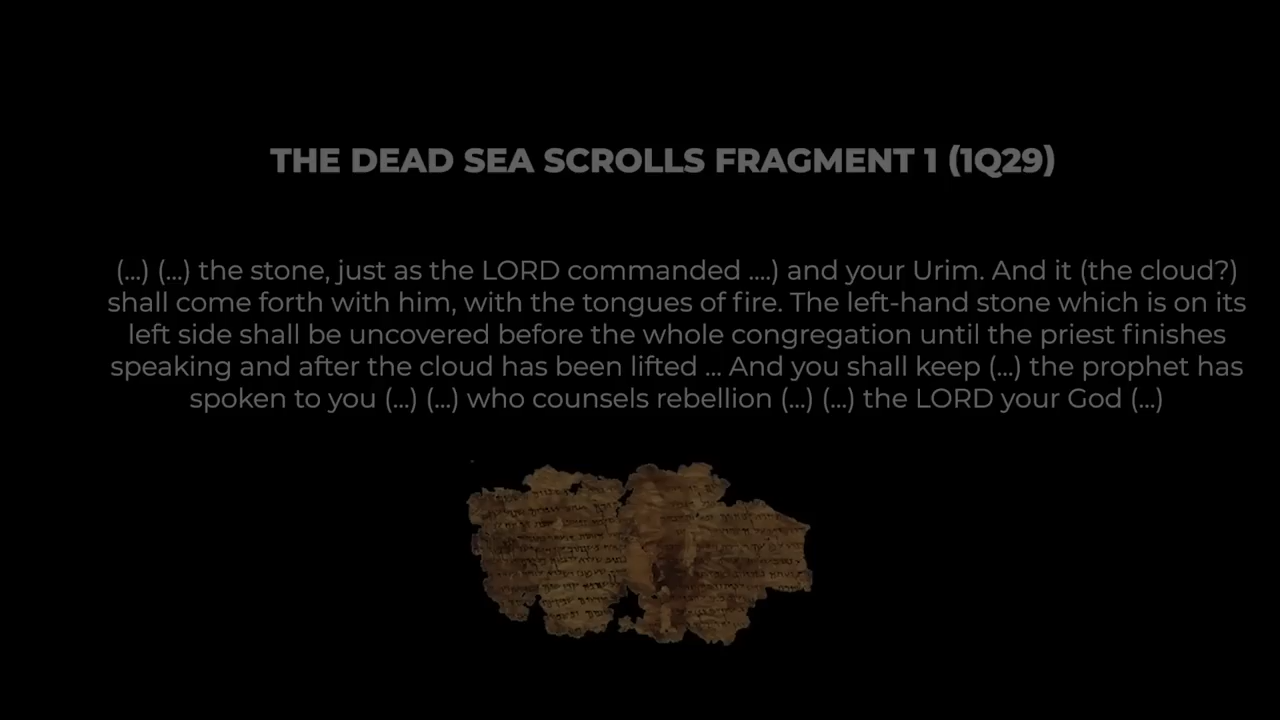 THE DEAD SEA SCROLLS FRAGMENT 1 (1Q29)
(...) (...) the stone, just as the LORD commanded ....) and your Urim. And it (the cloud?)
shall come forth with him, with the tongues of fire. The left-hand stone which is on its
left side shall be uncovered before the whole congregation until the priest finishes
speaking and after the cloud has been lifted ... And you shall keep (...) the prophet has
spoken to you (...) (...) who counsels rebellion (...) (...) the LORD your God (...)